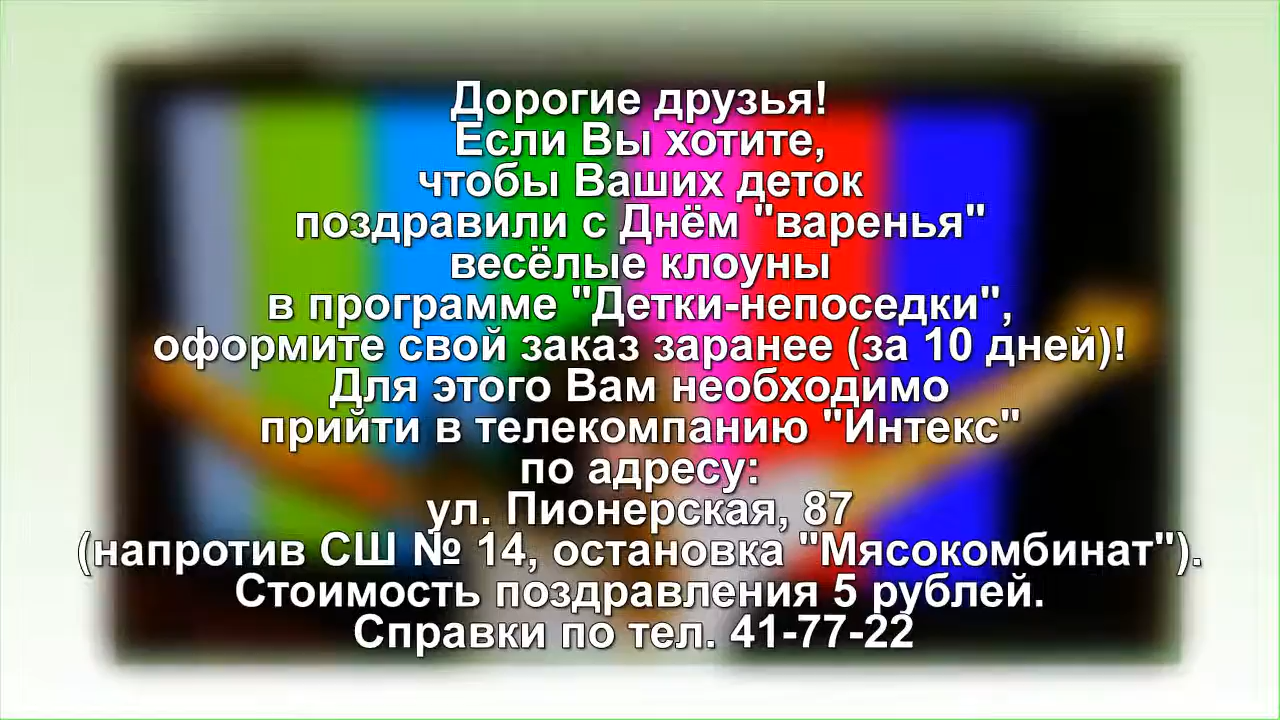 Дорогие друзья!
Если Вы хотите,
чтобы Ваших деток
поздравили с Днём "варенья"
весёлые клоуны
в программе "Детки-непоседки",
оформите свой заказ заранее (за 10 дней)!
Для этого Вам необходимо
прийти в телекомпанию "Интекс"
по адресу:
ул. Пионерская, 87
(напротив СШ № 14, остановка "Мясокомбинат").
Стоимость поздравления 5 рублей.
Справки по тел. 41-77-22